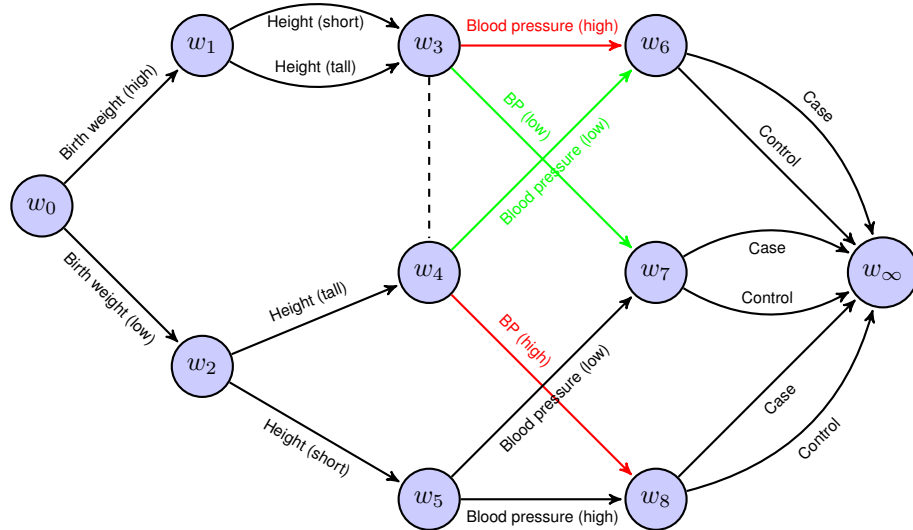 Height (short)
w1
w3
Blood pressure (high)
w6
Height (tall)
Birth weight (high)
BP (low)
Case
Control
Blood pressure (low)
w0
Birth weight (low)
Height (tall)
w4
BP (high)
w7
Case
Control
w∞
w2
Height (short)
Blood pressure (low)
Case
Control
w5
Blood pressure (high)
w8